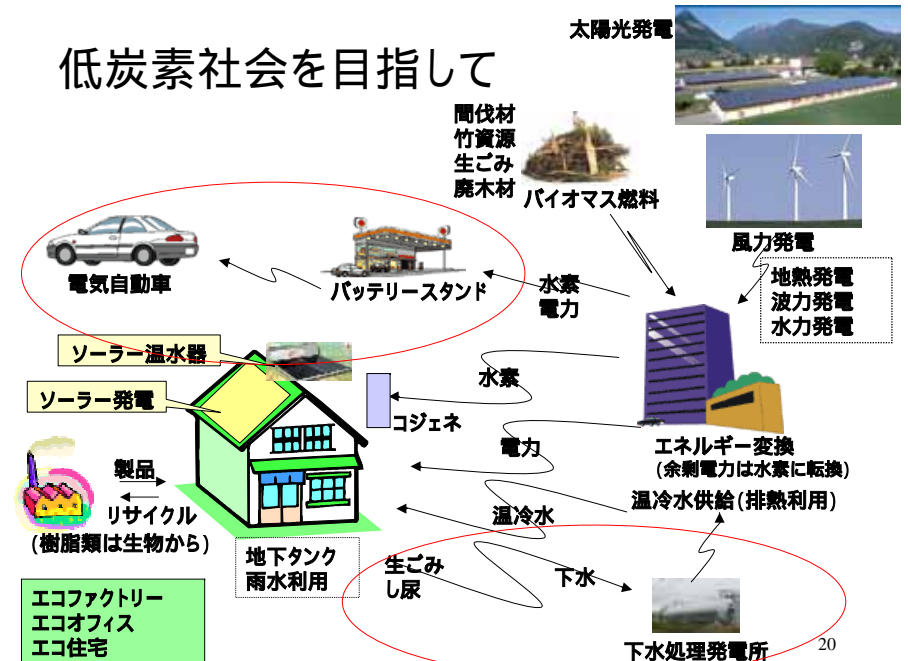 低炭素社会を目指して
太陽光発電
間伐材
竹資源
生ごみ
廃木材
バイオマス燃料
風力発電
地熱発電
波力発電
水力発電
電気自動車
バッテリースタンド
水素
電力
ソーラー温水器
ソーラー発電
水素
コジェネ
電力
エネルギー変換
(余剰電力は水素に転換)
製品
リサイクル
(樹脂類は生物から)
温冷水供給(排熱利用)
温冷水
地下タンク
雨水利用
生ごみ
し尿
下水
エコファクトリー
エコオフィス
エコ住宅
下水処理発電所
20